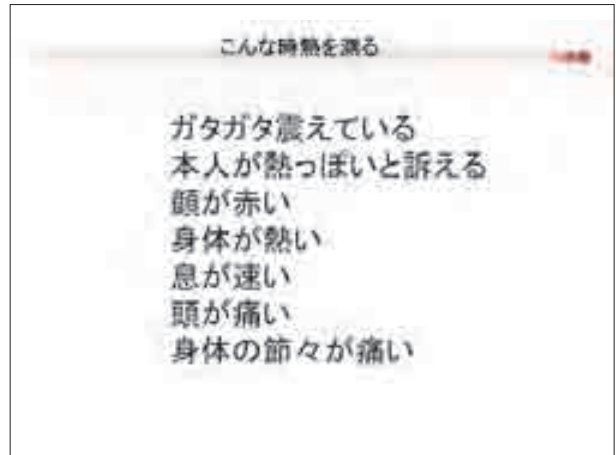 こんな時熱を測る
ガタガタ震えている
本人が熱っぽいと訴える
顔が赤い
身体が熱い
息が速い
頭が痛い
身体の節々が痛い